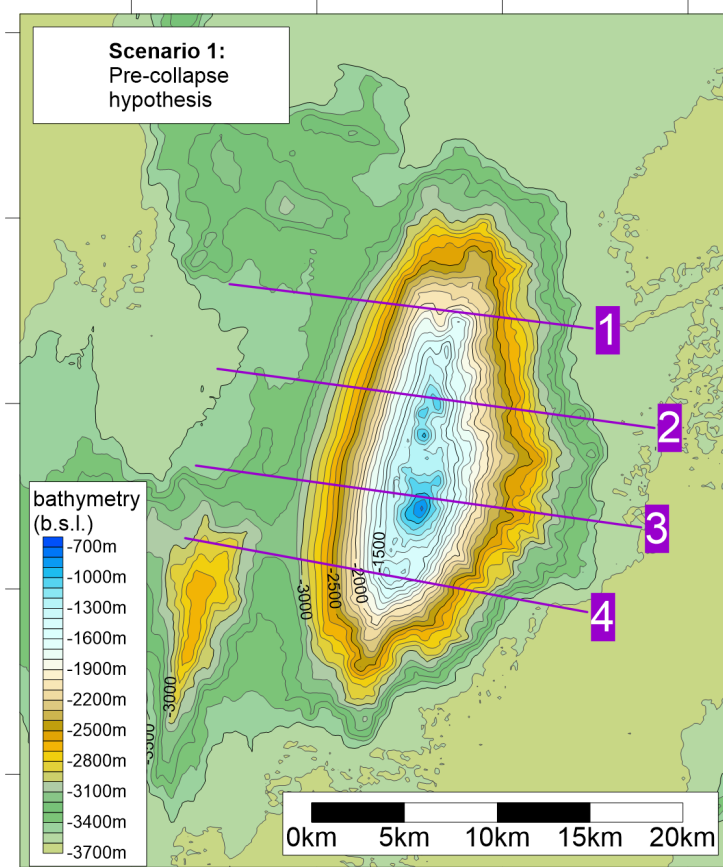 Scenario 1:
Pre-collapse
hypothesis
1
2
3
4
-1500
-2000
-2500
-3000
-3000
bathymetry
(b.s.l.)
-700m
-1000m
-1300m
-1600m
-1900m
-2200m
-2500m
-2800m
-3100m
-3400m
-3700m
0km 5km 10km 15km 20km